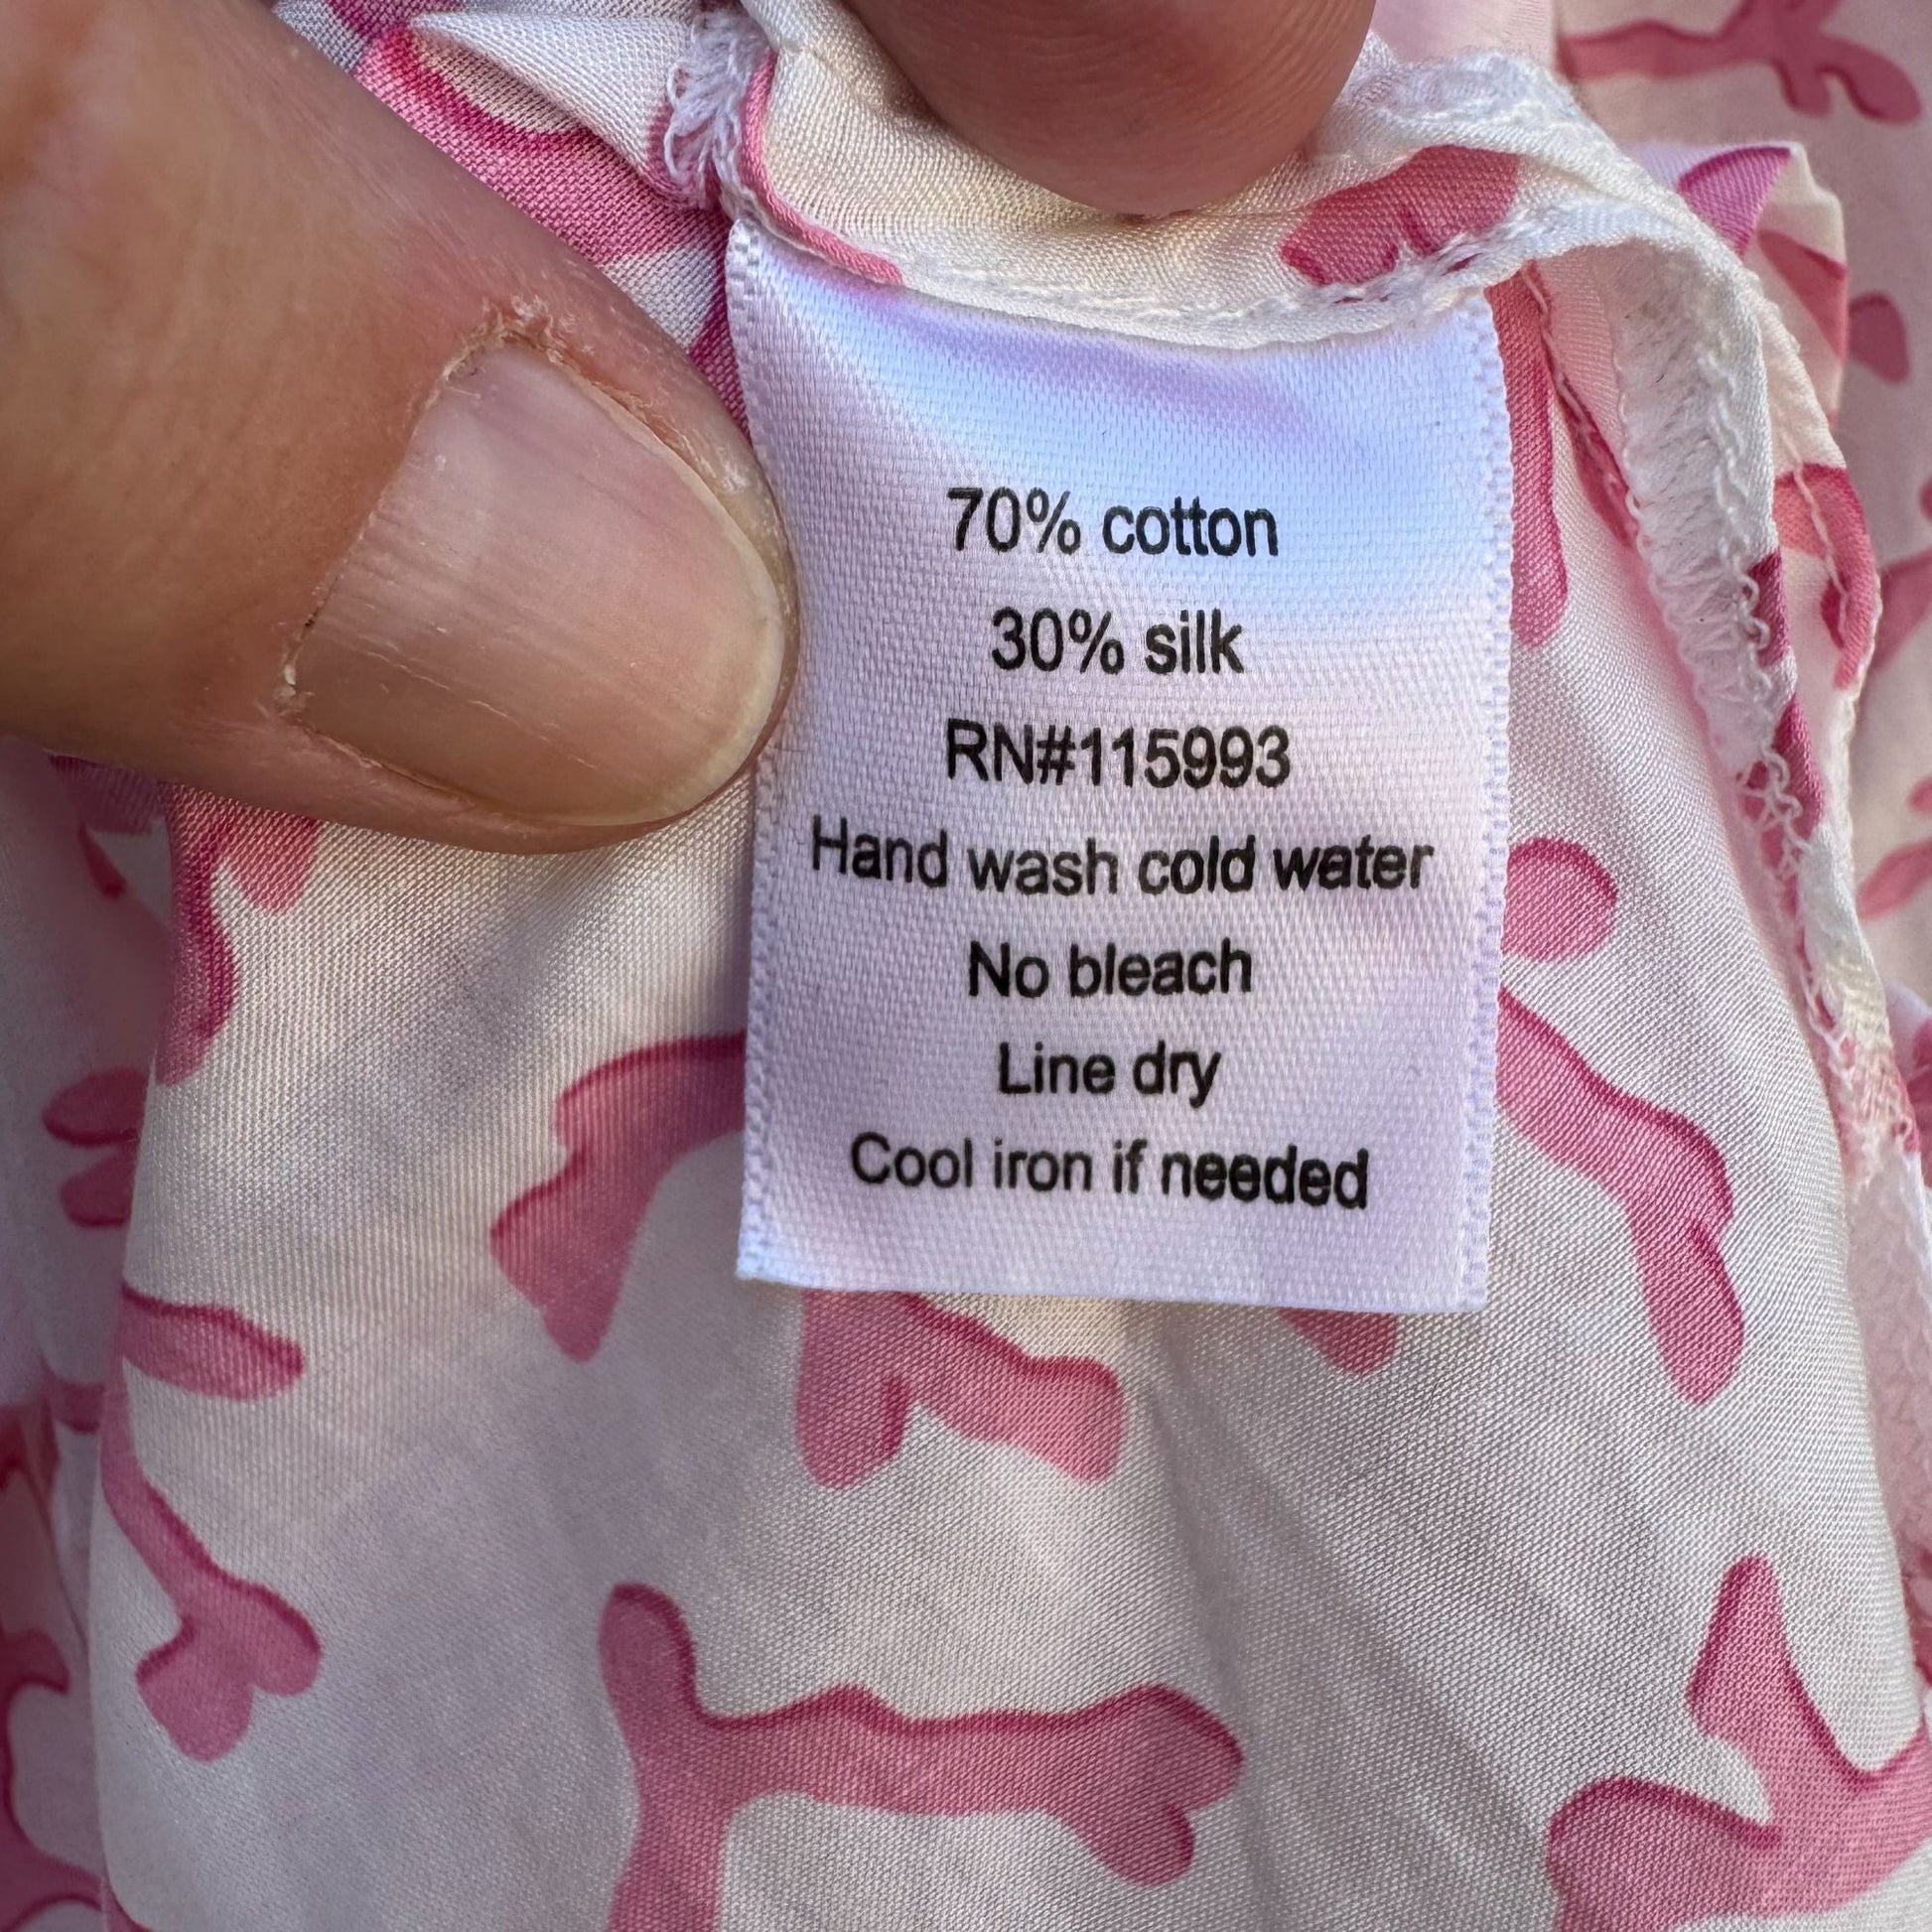 70% cotton
30% silk
RN#115993
Hand wash cold water
No bleach
Line dry
Cool iron if needed